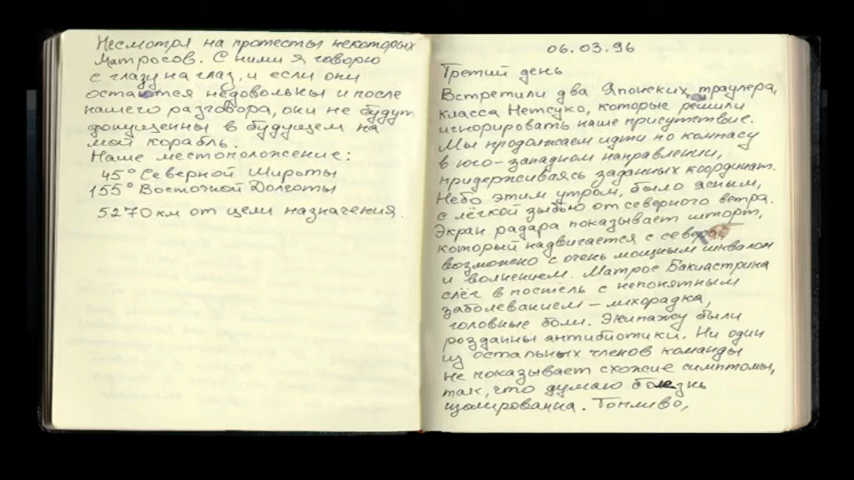 Несмотря на протесты некоторых
матросов. С ними я говорю
с глазу на глаз, и если они
остаются недовольны и после
нашего разговора, они не будут
допущенны в будущем на
мой корабль.
Наше местоположение:
45° Северной Широты
155° Восточной Долготы
5270 км от цели назначения.
06.03.96
Третий день
Встретили два Японских траулера,
класса Нетсуко, которые решили
игнорировать наше присутствие.
Мы продолжаем идти по компасу
в юго-западном направлении,
придерживаясь заданных координат.
Небо этим утром, было ясным,
с лёгкой зыбью от северного ветра.
Экран радара показывает шторм,
который надвигается с севера,
возможно с очень мощным шквалом
и волнением. Матрос Бакиастрина
слёг в постель с непонятным
заболеванием – лихорадка,
головные боли. Экипажу были
розданны антибиотики. Ни один
из остальных членов команды
не показывает схожие симптомы,
так, что думаю болезнь
изолированна. Топливо,